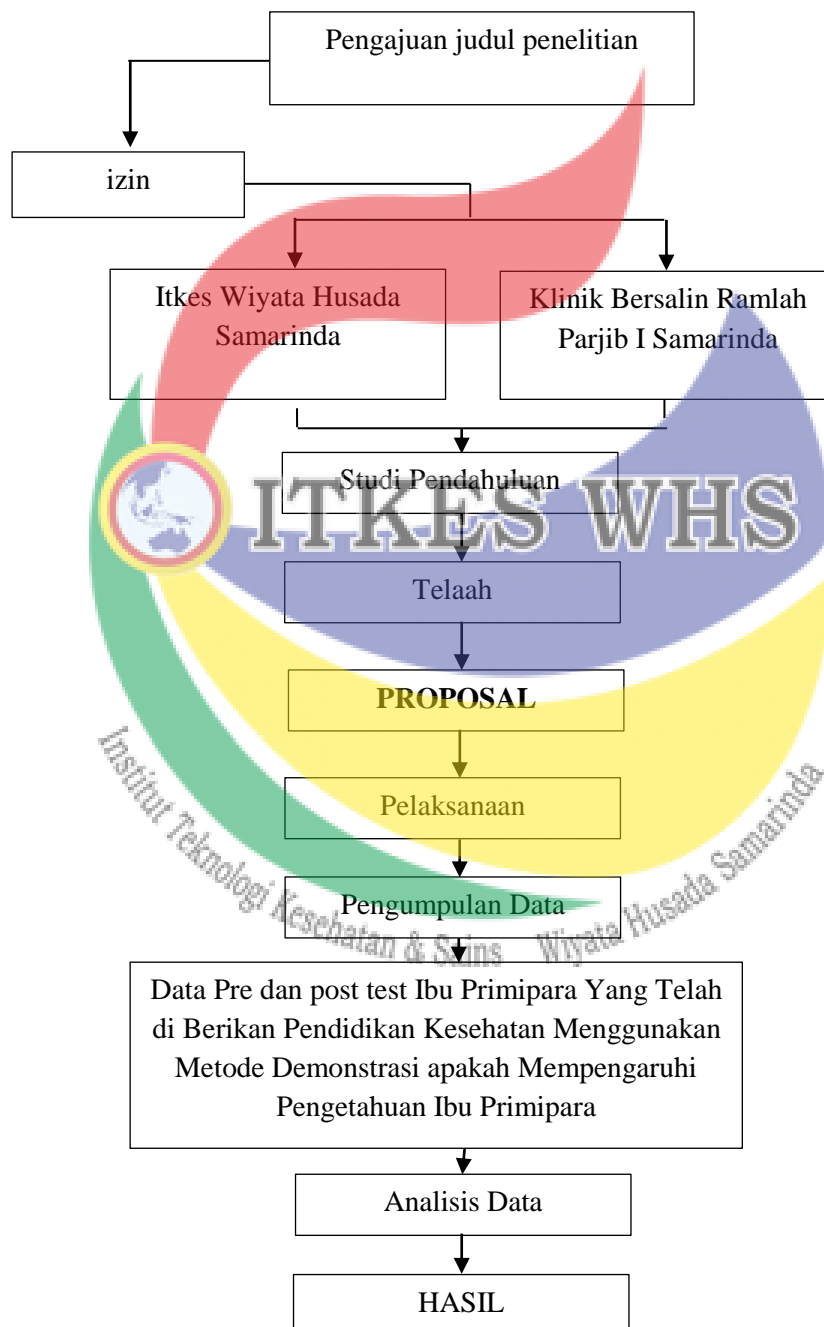 Pengajuan judul penelitian
izin
Itkes Wiyata Husada
Samarinda
Klinik Bersalin Ramlah
Parjib I Samarinda
Studi Pendahuluan
ITKES WHS
Telaah
PROPOSAL
Pelaksanaan
Pengumpulan Data
Institut Teknologi Kesehatan & Sains Wiyata Husada Samarinda
Data Pre dan post test Ibu Primipara Yang Telah
di Berikan Pendidikan Kesehatan Menggunakan
Metode Demonstrasi apakah Mempengaruhi
Pengetahuan Ibu Primipara
Analisis Data
HASIL